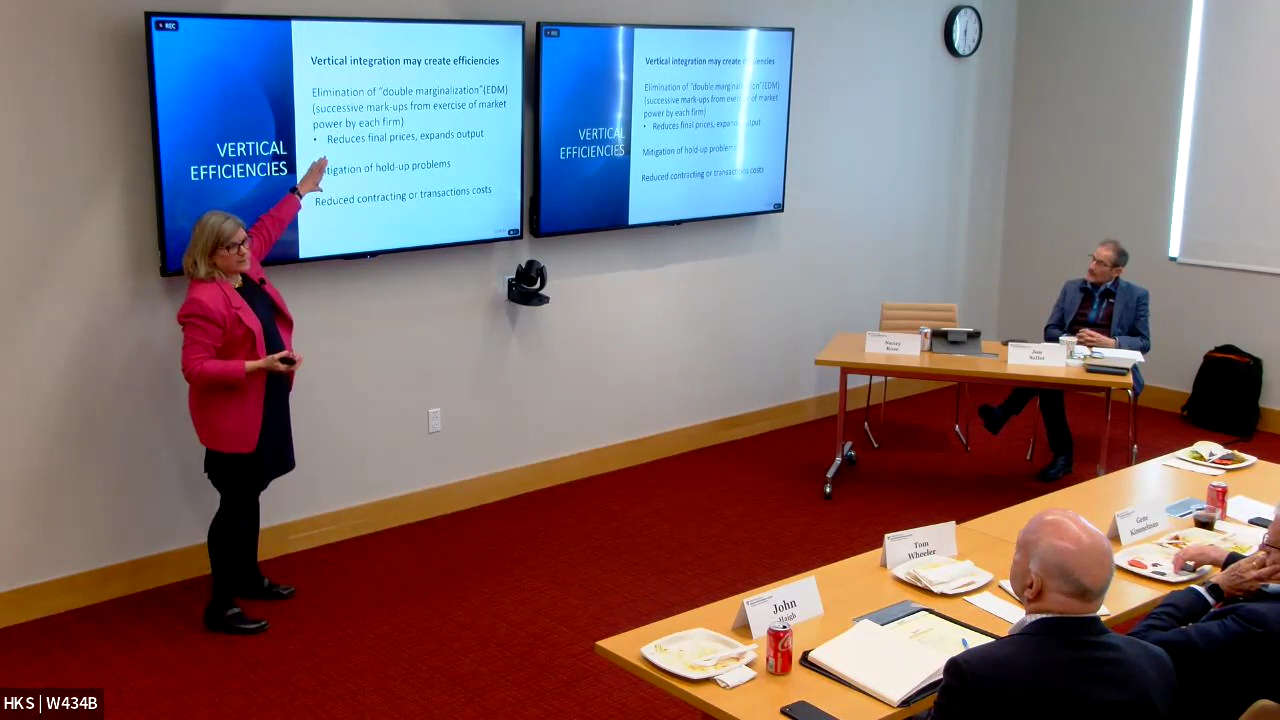 REC
VERTICAL
EFFICIENCIES
Vertical integration may create efficiencies
Elimination of "double marginalization"(EDM)
(successive mark-ups from exercise of market
power by each firm)
• Reduces final prices, expands output
itigation of hold-up problems
Reduced contracting or transactions costs
REC
VERTICAL
EFFICIENCIES
Vertical integration may create efficiencies
Elimination of "double marginalization"(EDM)
(successive mark-ups from exercise of market
power by each firm)
• Reduces final prices, expands output
Mitigation of hold-up problems
Reduced contracting or transactions costs
Nancy
Rose
Jon
Sallet
Gene
Kimmelman
Tom
Wheeler
John
Haigh
HKS | W434B